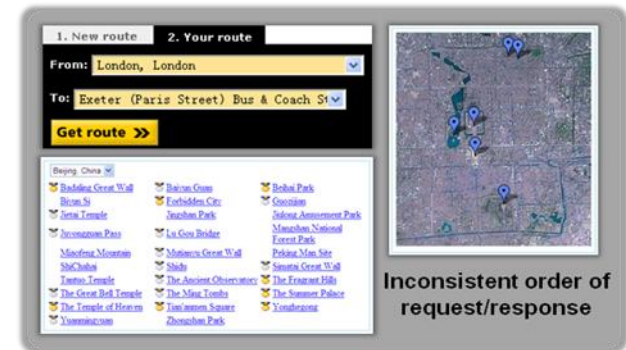 1. New route 2. Your route
From: London, London
To: Exeter (Paris Street) Bus & Coach St
Get route >>
Beijing, China
Badaling Great Wall Baiyun Guan Beihai Park
Biyun Si Forbidden City Guozijian
Jietai Temple Jingshan Park Jiulong Amusement Park
Juyongguan Pass Lu Gou Bridge Mangshan National
Forest Park
Miaofeng Mountain Mutianyu Great Wall Peking Man Site
ShiChahai Shidu Simatai Great Wall
Tantuo Temple The Ancient Observatory The Fragrant Hills
The Great Bell Temple The Ming Tombs The Summer Palace
The Temple of Heaven Tian'anmen Square Yonghegong
Yuanmingyuan Zhongshan Park
Inconsistent order of
request/response